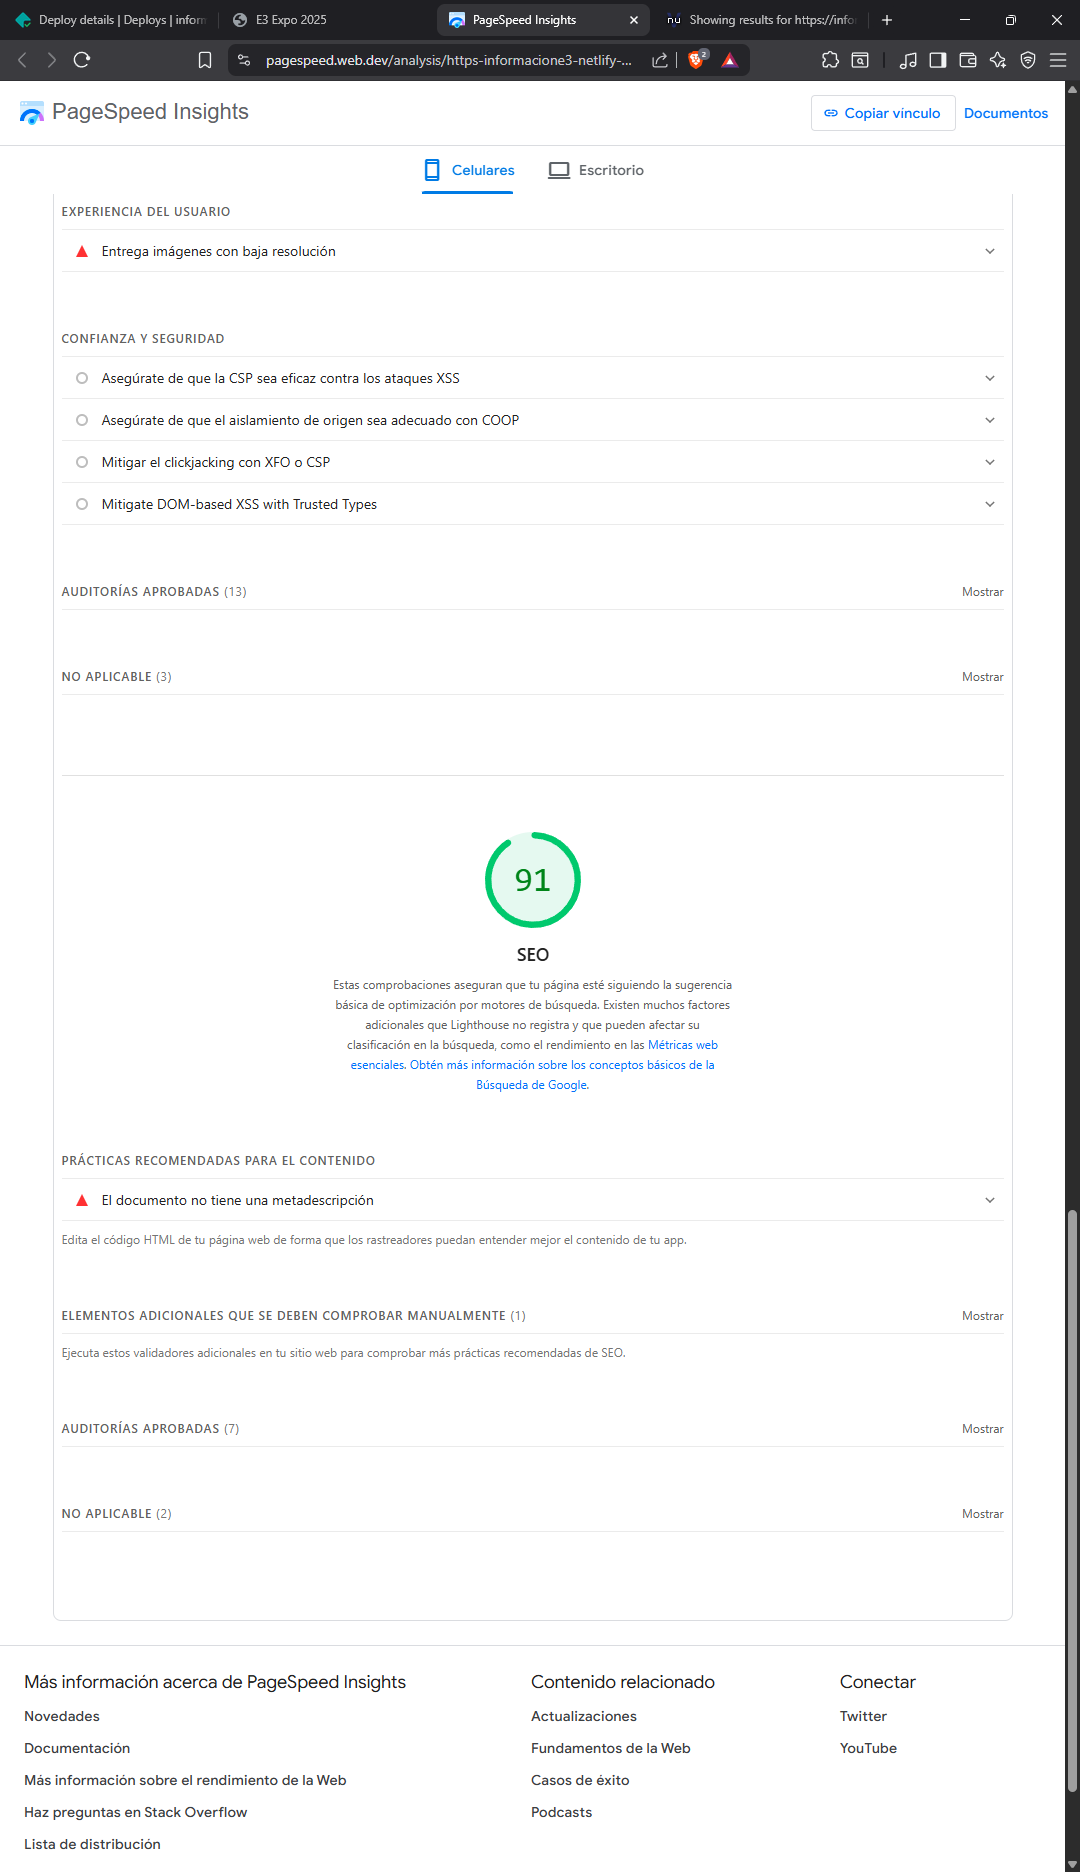 Deploy details | Deploys | inform
E3 Expo 2025
PageSpeed Insights
Showing results for https://infor
pagespeed.web.dev/analysis/https-informacione3-netlify-...
2
PageSpeed Insights
Copiar vínculo
Documentos
Celulares
Escritorio
EXPERIENCIA DEL USUARIO
Entrega imágenes con baja resolución
CONFIANZA Y SEGURIDAD
Asegúrate de que la CSP sea eficaz contra los ataques XSS
Asegúrate de que el aislamiento de origen sea adecuado con COOP
Mitigar el clickjacking con XFO o CSP
Mitigate DOM-based XSS with Trusted Types
AUDITORÍAS APROBADAS (13)
Mostrar
NO APLICABLE (3)
Mostrar
91
SEO
Estas comprobaciones aseguran que tu página esté siguiendo la sugerencia
básica de optimización por motores de búsqueda. Existen muchos factores
adicionales que Lighthouse no registra y que pueden afectar su
clasificación en la búsqueda, como el rendimiento en las Métricas web
esenciales. Obtén más información sobre los conceptos básicos de la
Búsqueda de Google.
PRÁCTICAS RECOMENDADAS PARA EL CONTENIDO
El documento no tiene una metadescripción
Edita el código HTML de tu página web de forma que los rastreadores puedan entender mejor el contenido de tu app.
ELEMENTOS ADICIONALES QUE SE DEBEN COMPROBAR MANUALMENTE (1)
Mostrar
Ejecuta estos validadores adicionales en tu sitio web para comprobar más prácticas recomendadas de SEO.
AUDITORÍAS APROBADAS (7)
Mostrar
NO APLICABLE (2)
Mostrar
Más información acerca de PageSpeed Insights
Novedades
Documentación
Más información sobre el rendimiento de la Web
Haz preguntas en Stack Overflow
Lista de distribución
Contenido relacionado
Actualizaciones
Fundamentos de la Web
Casos de éxito
Podcasts
Conectar
Twitter
YouTube